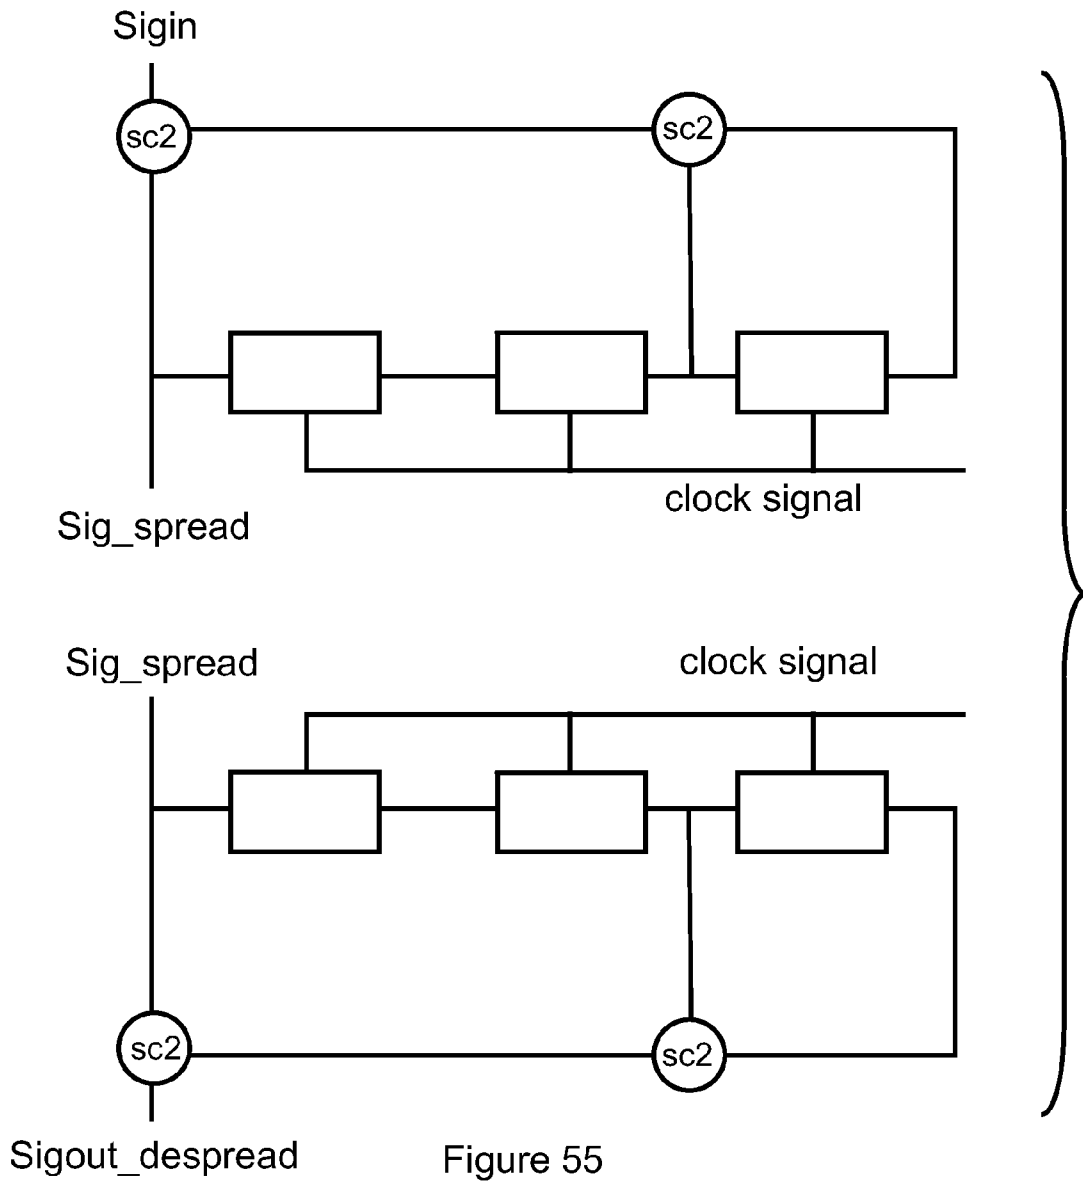 Sigin
sc2
sc2
clock signal
Sig_spread
Sig_spread
clock signal
sc2
sc2
Sigout_despread
Figure 55